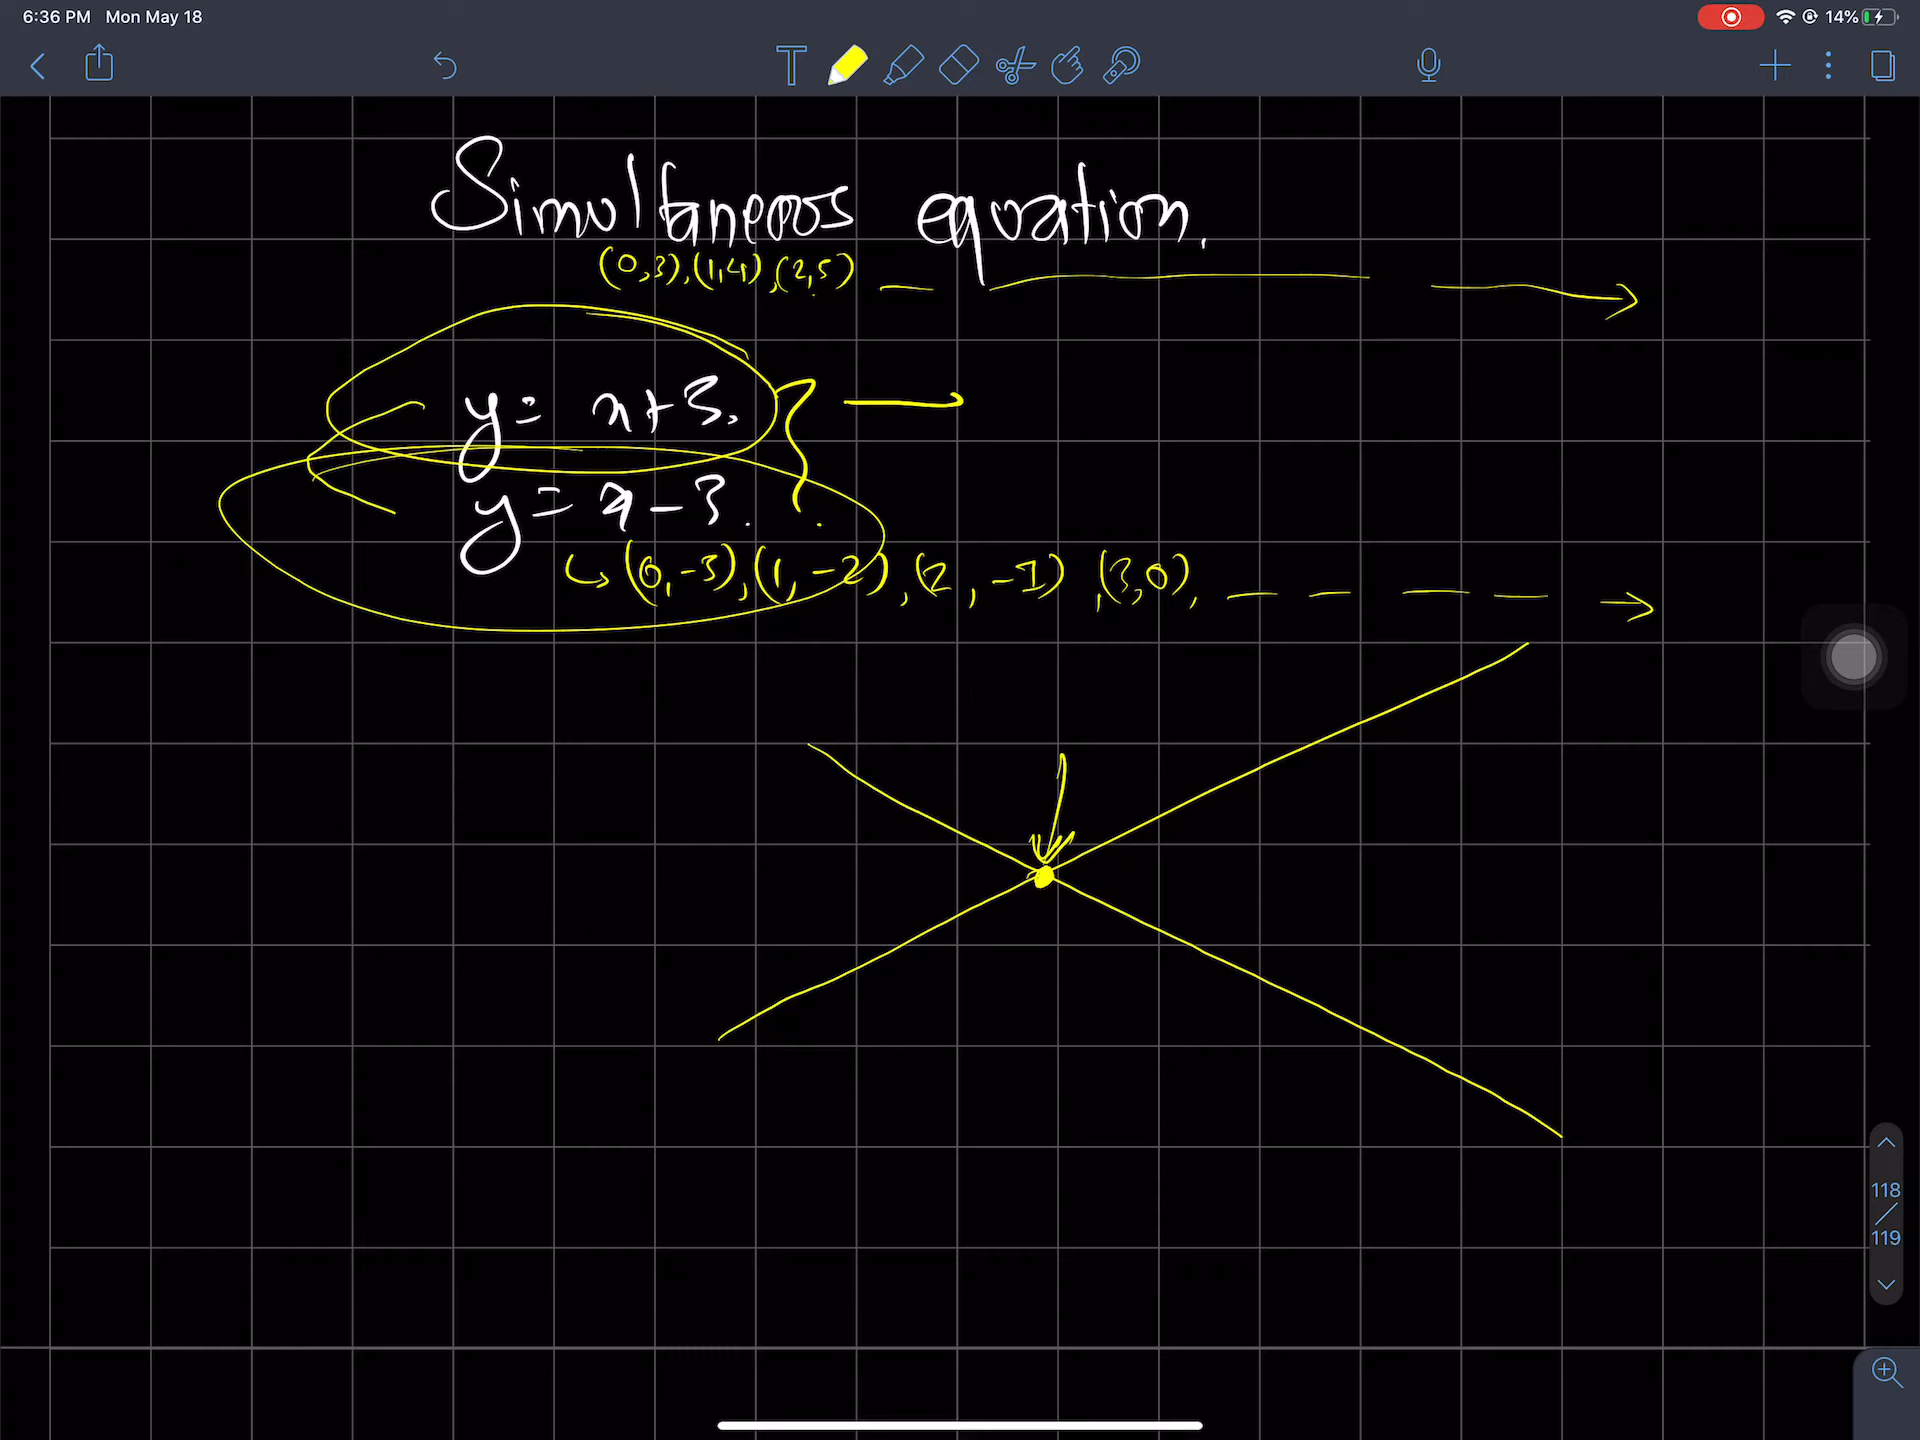 6:36 PM Mon May 18
14%
T
Simultaneous equation.
(0,3),(1,4),(2,5)
y = x+3.
y = x-3.
(0,-3),(1,-2),(2,-1),(3,0),
118
119